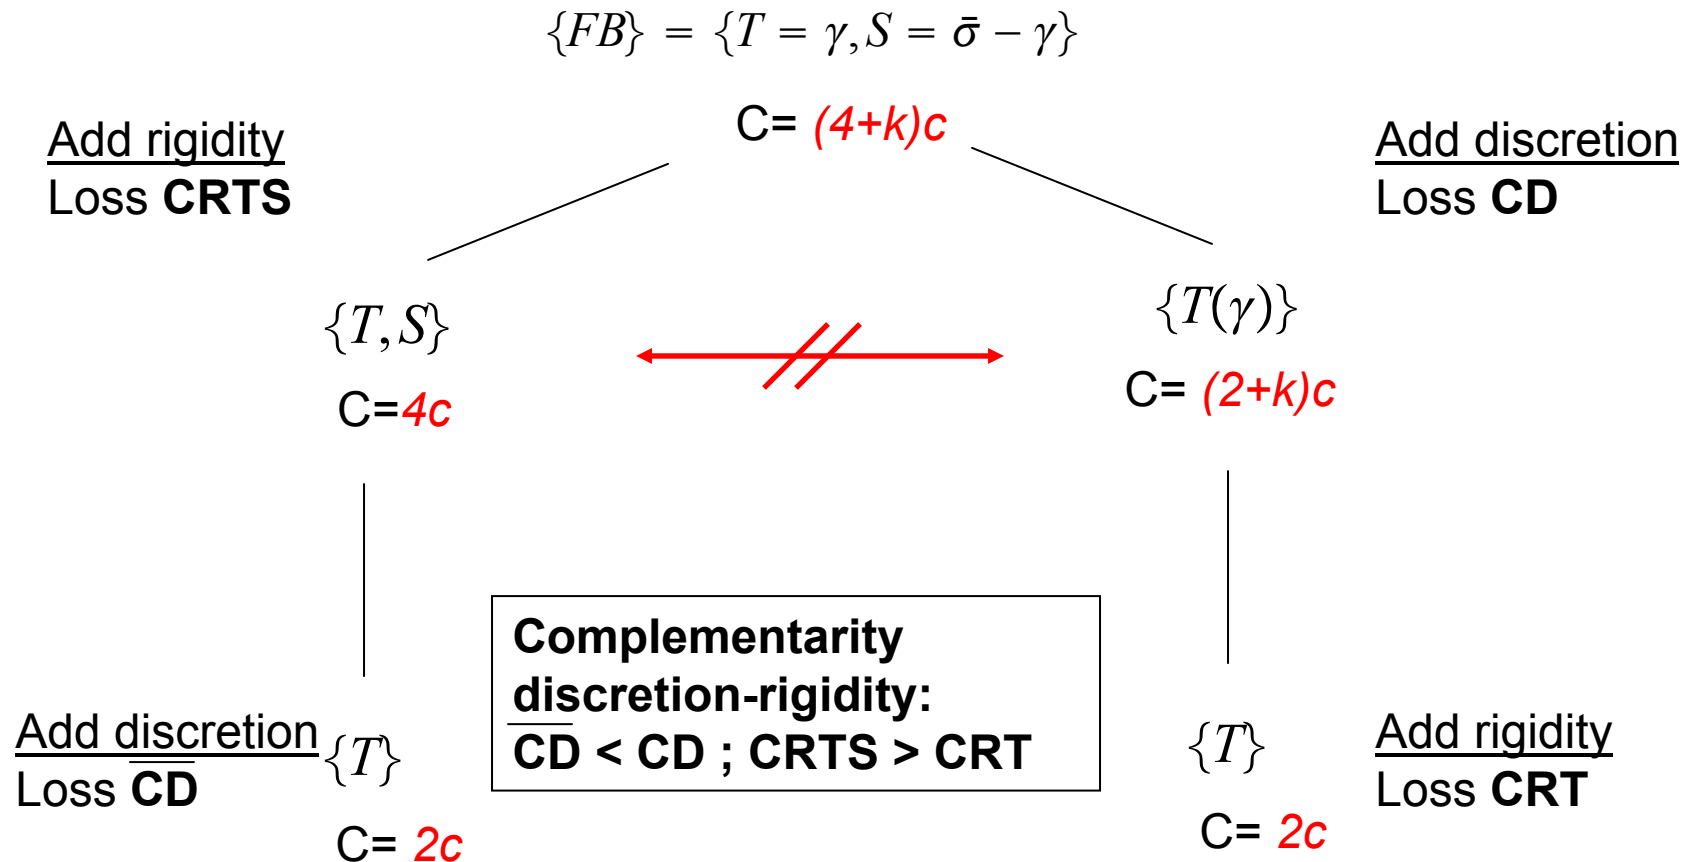 {FB} = {T = γ, S = σ̄ − γ}
C= (4+k)c
Add rigidity
Loss CRTS
Add discretion
Loss CD
{T, S}
C=4c
{T(γ)}
C= (2+k)c
Complementarity
discretion-rigidity:
C̅D̅ < CD ; CRTS > CRT
Add discretion
Loss C̅D̅
{T}
C= 2c
{T}
C= 2c
Add rigidity
Loss CRT